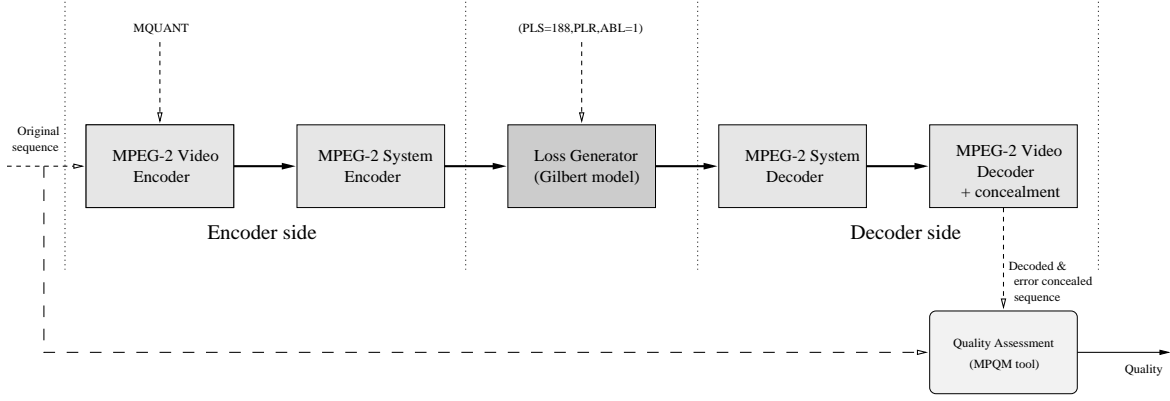 MQUANT
(PLS=188,PLR,ABL=1)
Original
sequence
MPEG-2 Video
Encoder
MPEG-2 System
Encoder
Loss Generator
(Gilbert model)
MPEG-2 System
Decoder
MPEG-2 Video
Decoder
+ concealment
Encoder side
Decoder side
Decoded &
error concealed
sequence
Quality Assessment
(MPQM tool)
Quality